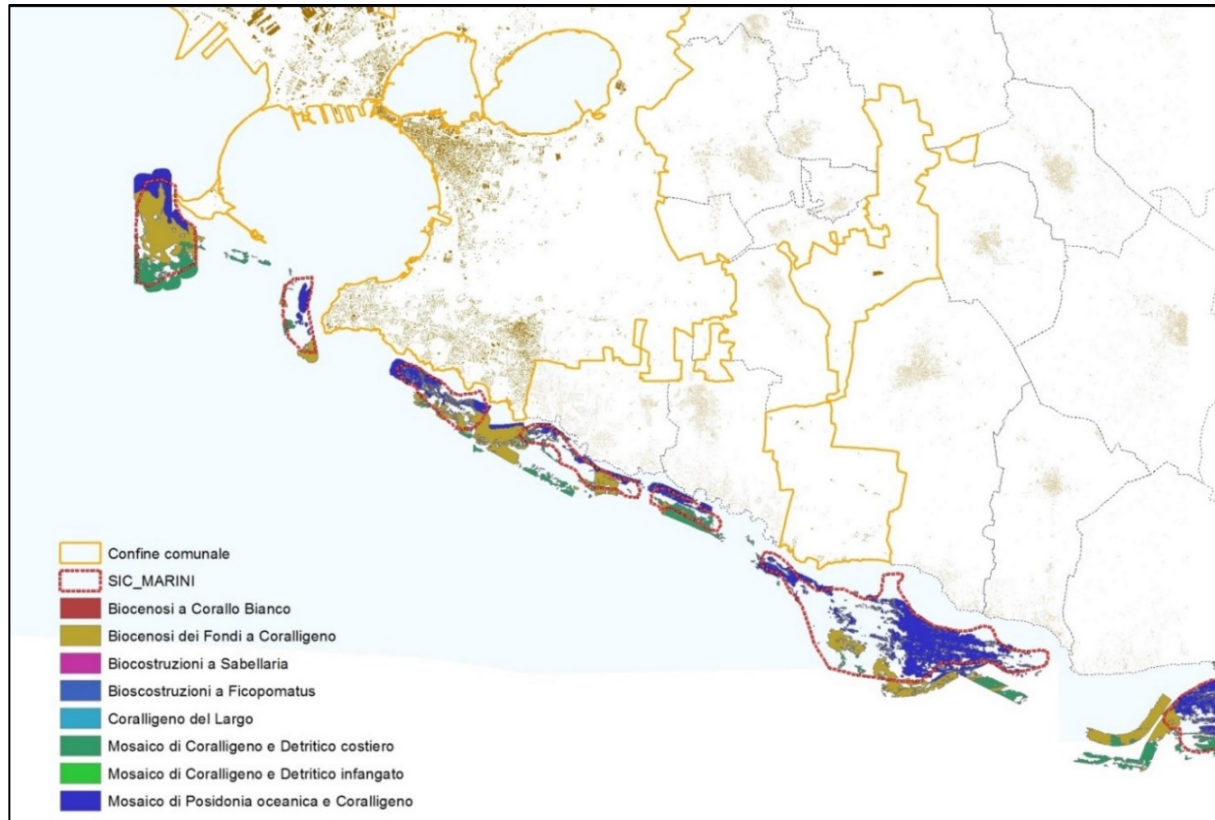 Confine comunale
SIC_MARINI
Biocenosi a Corallo Bianco
Biocenosi dei Fondi a Coralligeno
Biocostruzioni a Sabellaria
Bioscostruzioni a Ficopomatus
Coralligeno del Largo
Mosaico di Coralligeno e Detritico costiero
Mosaico di Coralligeno e Detritico infangato
Mosaico di Posidonia oceanica e Coralligeno